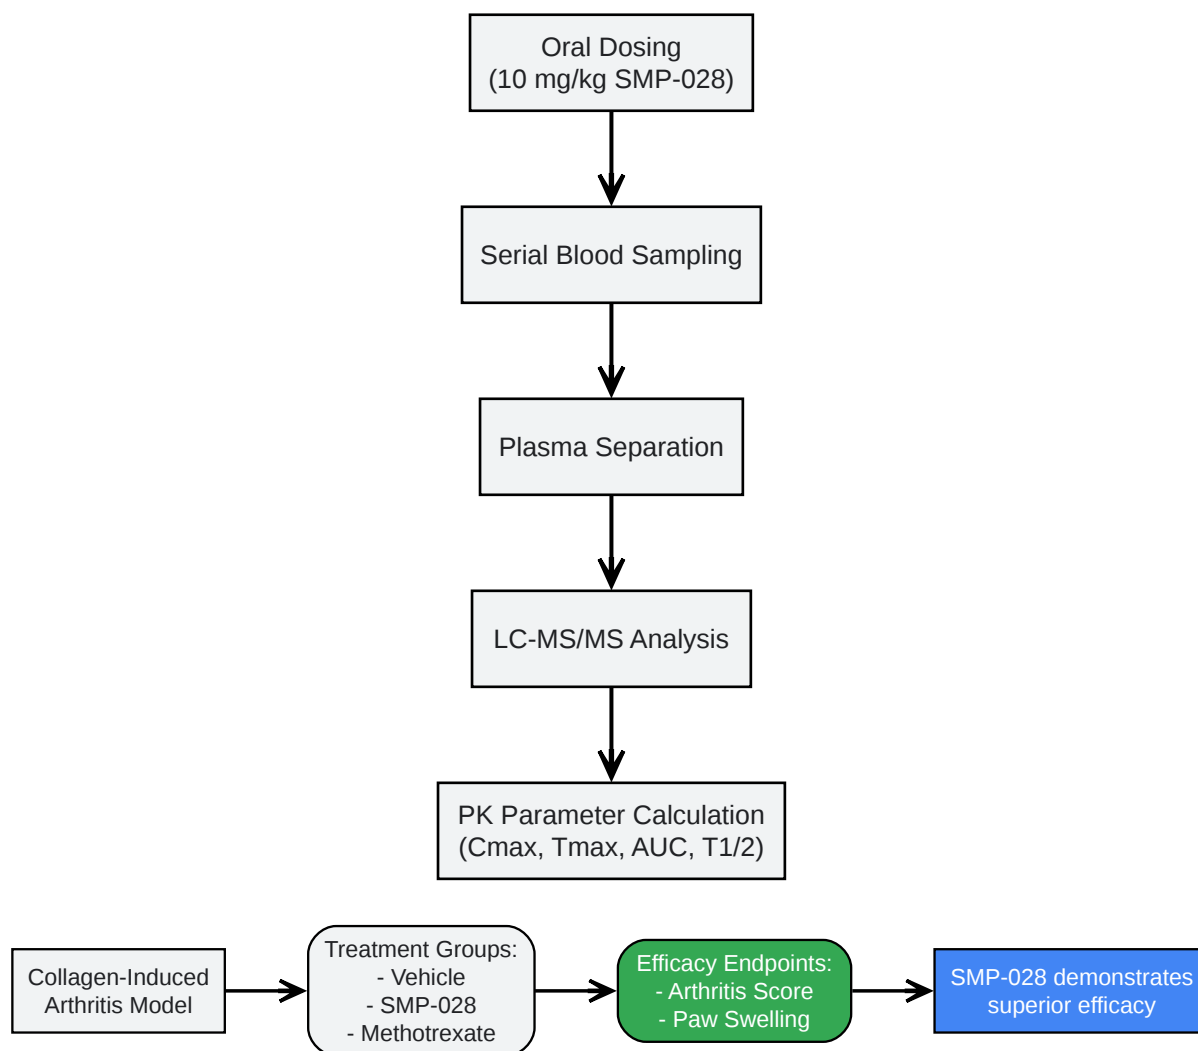 Oral Dosing
(10 mg/kg SMP-028)
Serial Blood Sampling
Plasma Separation
LC-MS/MS Analysis
PK Parameter Calculation
(Cmax, Tmax, AUC, T1/2)
Collagen-Induced
Arthritis Model
Treatment Groups:
- Vehicle
- SMP-028
- Methotrexate
Efficacy Endpoints:
- Arthritis Score
- Paw Swelling
SMP-028 demonstrates
superior efficacy